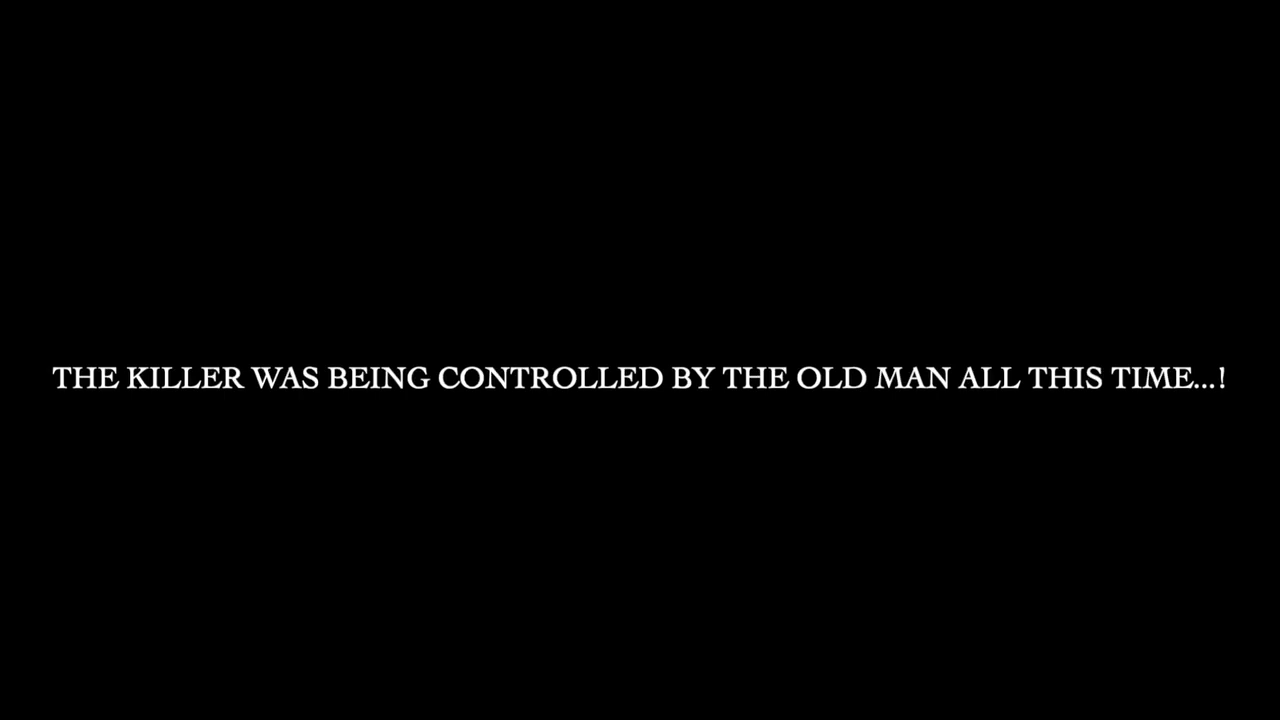 THE KILLER WAS BEING CONTROLLED BY THE OLD MAN ALL THIS TIME...!